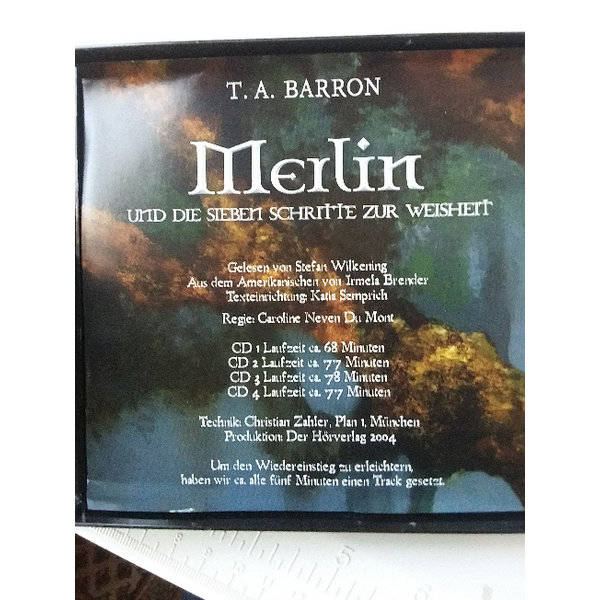 T. A. BARRON
Merlin
UND DIE SIEBEN SCHRITTE ZUR WEISHEIT
Gelesen von Stefan Wilkening
Aus dem Amerikanischen von Irmela Brender
Texteinrichtung: Katja Semprich
Regie: Caroline Neven Du Mont
CD 1 Laufzeit ca. 68 Minuten
CD 2 Laufzeit ca. 77 Minuten
CD 3 Laufzeit ca. 78 Minuten
CD 4 Laufzeit ca. 77 Minuten
Technik: Christian Zahler, Plan 1, München
Produktion: Der Hörverlag 2004
Um den Wiedereinstieg zu erleichtern,
haben wir ca. alle fünf Minuten einen Track gesetzt.